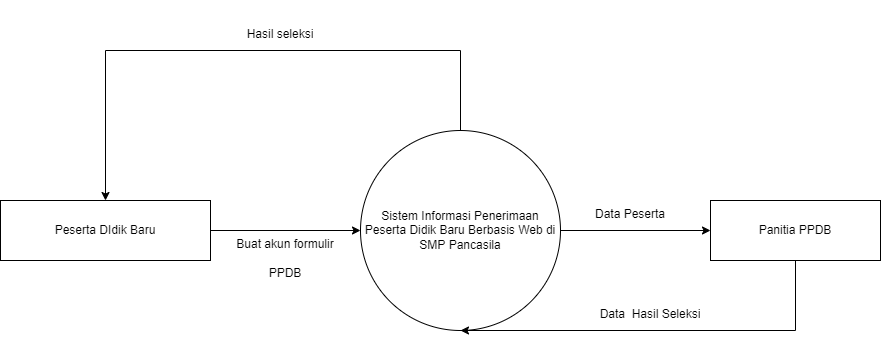 Hasil seleksi
Peserta DIdik Baru
Buat akun formulir
PPDB
Sistem Informasi Penerimaan
Peserta Didik Baru Berbasis Web di
SMP Pancasila
Data Peserta
Panitia PPDB
Data  Hasil Seleksi